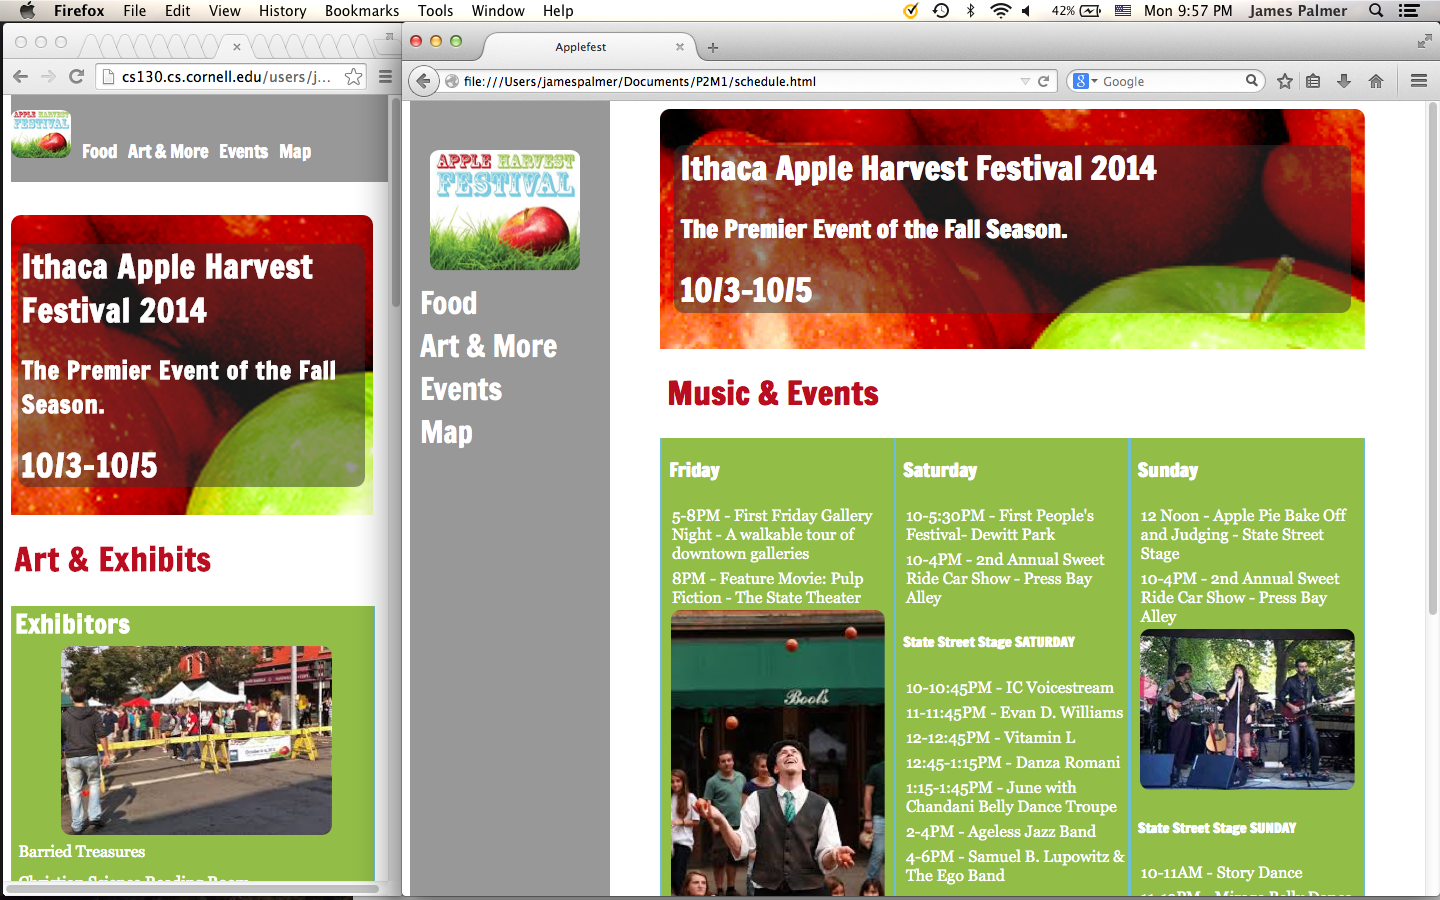 Firefox File Edit View History Bookmarks Tools Window Help
42% Mon 9:57 PM James Palmer
cs130.cs.cornell.edu/users/j...
APPLE HARVEST
FESTIVAL
Food Art & More Events Map
Ithaca Apple Harvest
Festival 2014
The Premier Event of the Fall
Season.
10/3-10/5
Art & Exhibits
Exhibitors
Barried Treasures
Christian Science Reading Room
Applefest
file:///Users/jamespalmer/Documents/P2M1/schedule.html
Google
APPLE HARVEST
FESTIVAL
Food
Art & More
Events
Map
Ithaca Apple Harvest Festival 2014
The Premier Event of the Fall Season.
10/3-10/5
Music & Events
Friday
5-8PM - First Friday Gallery
Night - A walkable tour of
downtown galleries
8PM - Feature Movie: Pulp
Fiction - The State Theater
Bool's
Saturday
10-5:30PM - First People's
Festival- Dewitt Park
10-4PM - 2nd Annual Sweet
Ride Car Show - Press Bay
Alley
State Street Stage SATURDAY
10-10:45PM - IC Voicestream
11-11:45PM - Evan D. Williams
12-12:45PM - Vitamin L
12:45-1:15PM - Danza Romani
1:15-1:45PM - June with
Chandani Belly Dance Troupe
2-4PM - Ageless Jazz Band
4-6PM - Samuel B. Lupowitz &
The Ego Band
Sunday
12 Noon - Apple Pie Bake Off
and Judging - State Street
Stage
10-4PM - 2nd Annual Sweet
Ride Car Show - Press Bay
Alley
State Street Stage SUNDAY
10-11AM - Story Dance
Mirage Belly Dance